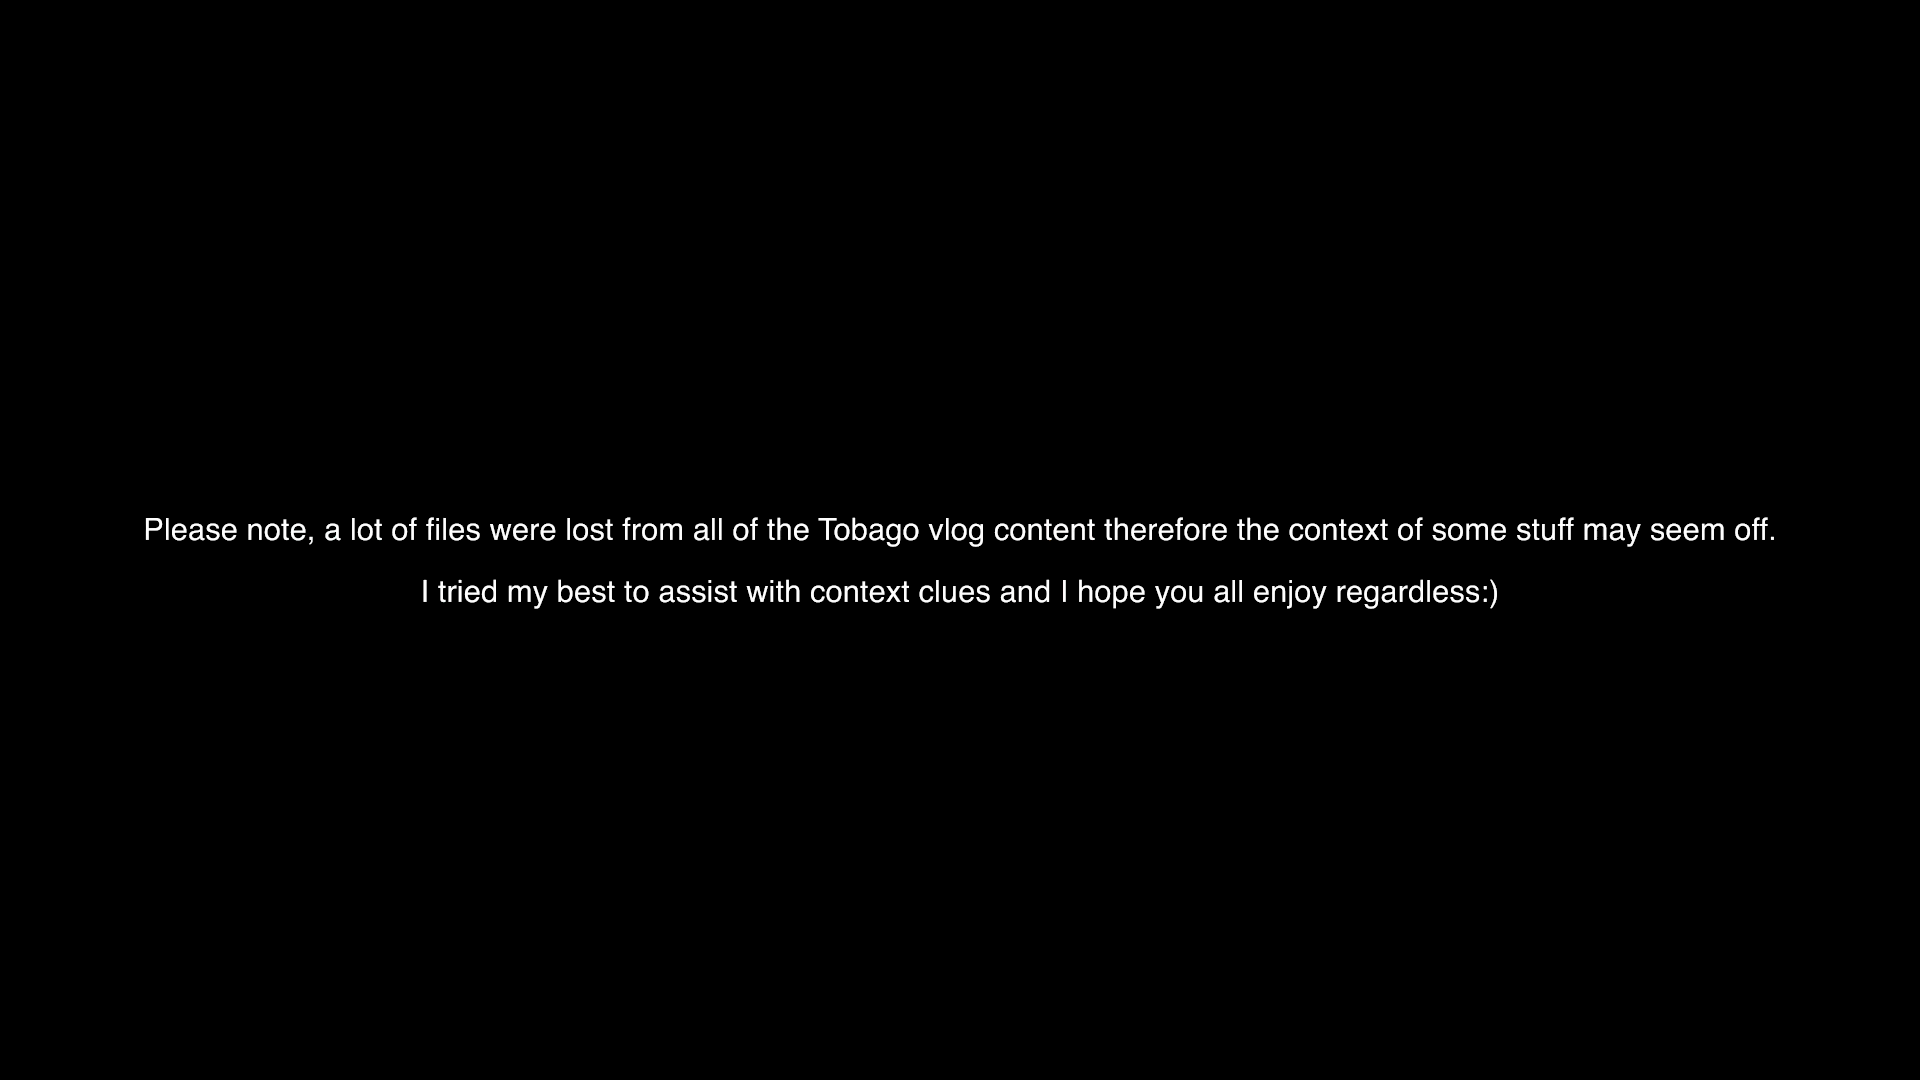 Please note, a lot of files were lost from all of the Tobago vlog content therefore the context of some stuff may seem off.
I tried my best to assist with context clues and I hope you all enjoy regardless:)